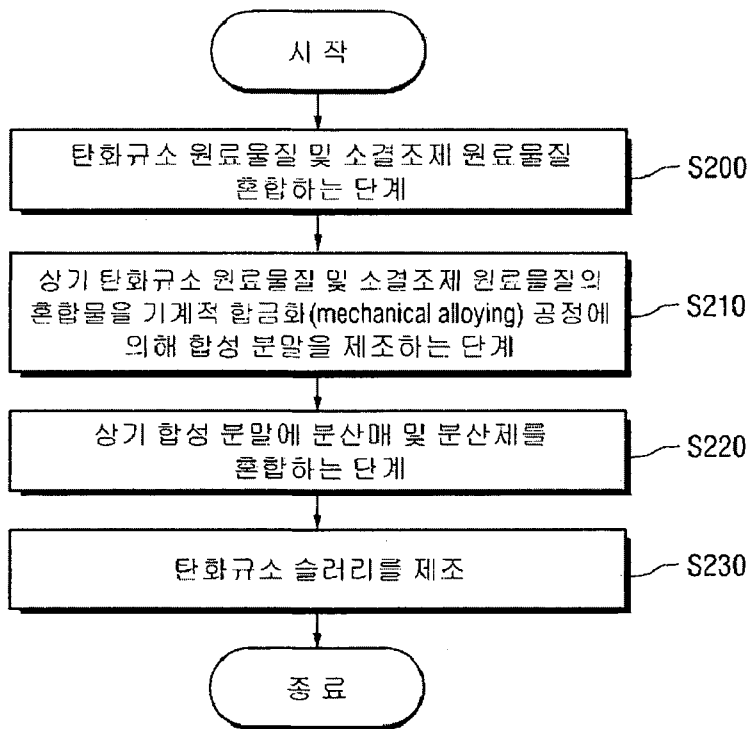 시 작
탄화규소 원료물질 및 소결조제 원료물질
혼합하는 단계
S200
상기 탄화규소 원료물질 및 소결조제 원료물질의
혼합물을 기계적 합금화(mechanical alloying) 공정에
의해 합성 분말을 제조하는 단계
S210
상기 합성 분말에 분산매 및 분산제를
혼합하는 단계
S220
탄화규소 슬러리를 제조
S230
종 료